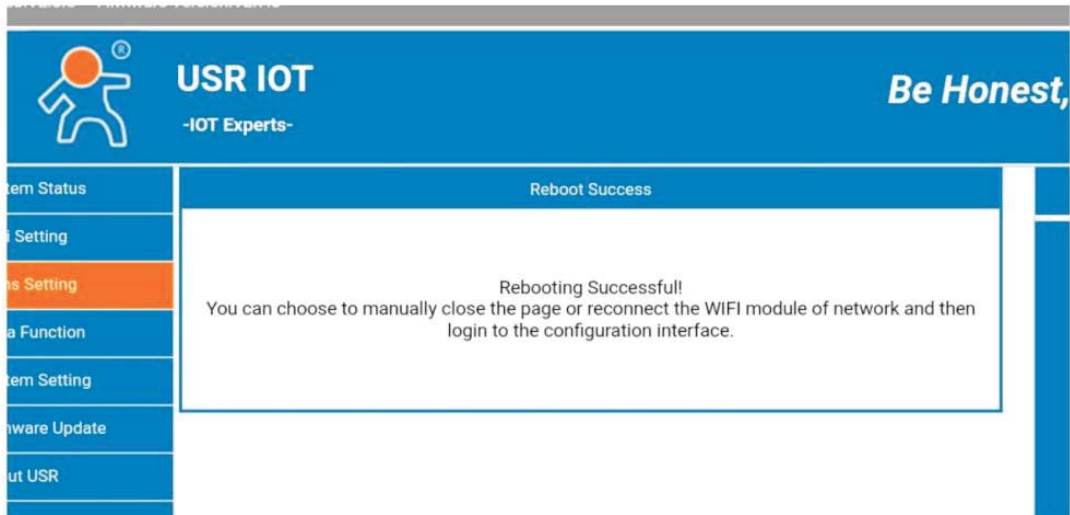 ®
USR IOT
-IOT Experts-
Be Honest,
tem Status
i Setting
ns Setting
a Function
tem Setting
ware Update
ut USR
Reboot Success
Rebooting Successful!
You can choose to manually close the page or reconnect the WIFI module of network and then
login to the configuration interface.